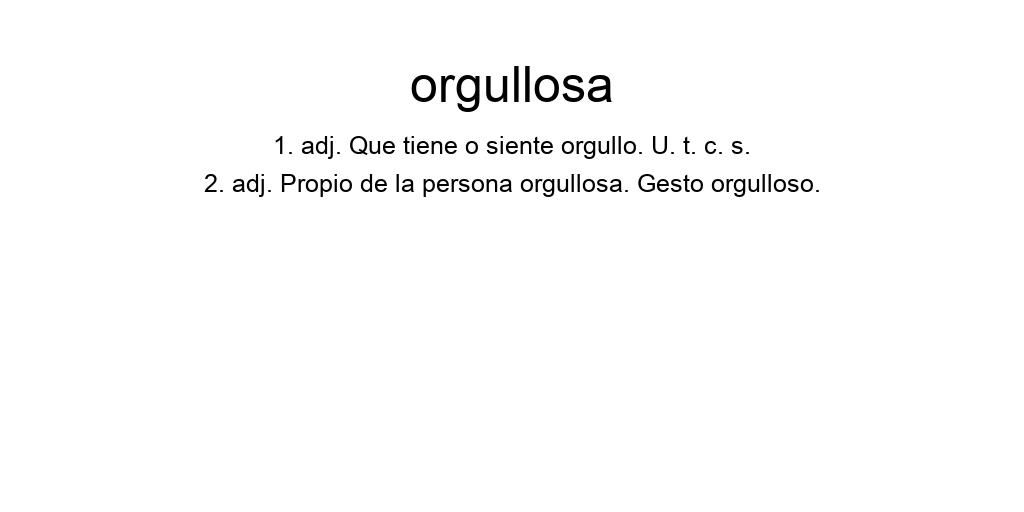 orgullosa
1. adj. Que tiene o siente orgullo. U. t. c. s.
2. adj. Propio de la persona orgullosa. Gesto orgulloso.